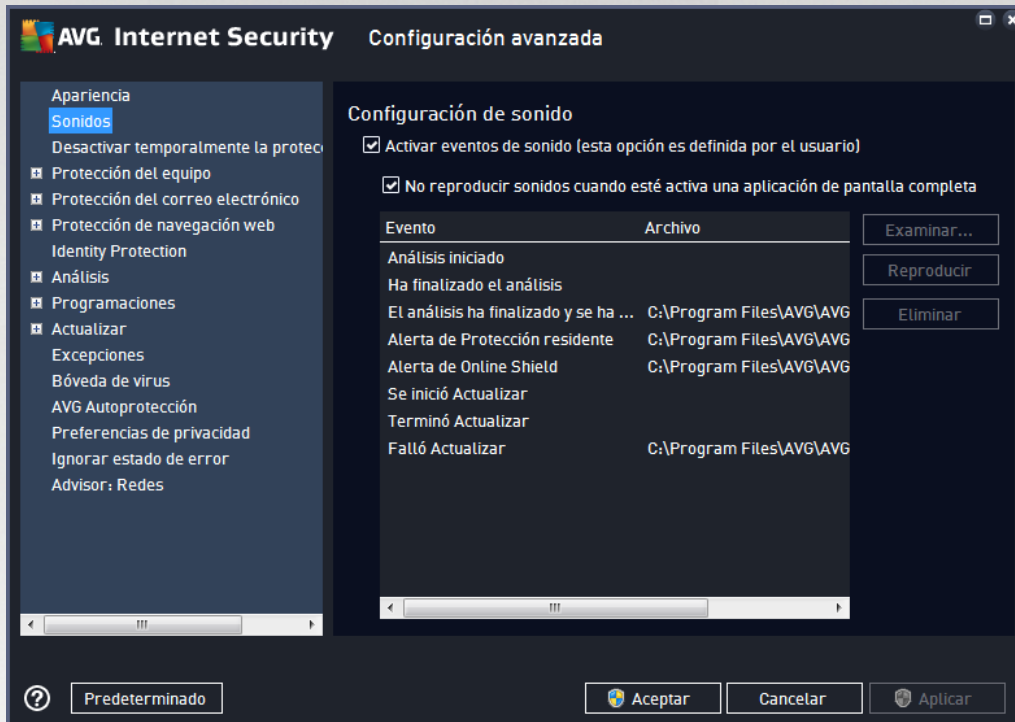 AVG. Internet Security Configuración avanzada
Apariencia
Sonidos
Desactivar temporalmente la protec
Protección del equipo
Protección del correo electrónico
Protección de navegación web
Identity Protection
Análisis
Programaciones
Actualizar
Excepciones
Bóveda de virus
AVG Autoprotección
Preferencias de privacidad
Ignorar estado de error
Advisor: Redes
Configuración de sonido
Activar eventos de sonido (esta opción es definida por el usuario)
No reproducir sonidos cuando esté activa una aplicación de pantalla completa
Evento Archivo
Análisis iniciado
Ha finalizado el análisis
El análisis ha finalizado y se ha ... C:\Program Files\AVG\AVG
Alerta de Protección residente C:\Program Files\AVG\AVG
Alerta de Online Shield C:\Program Files\AVG\AVG
Se inició Actualizar
Terminó Actualizar
Falló Actualizar C:\Program Files\AVG\AVG
Examinar...
Reproducir
Eliminar
? Predeterminado Aceptar Cancelar Aplicar